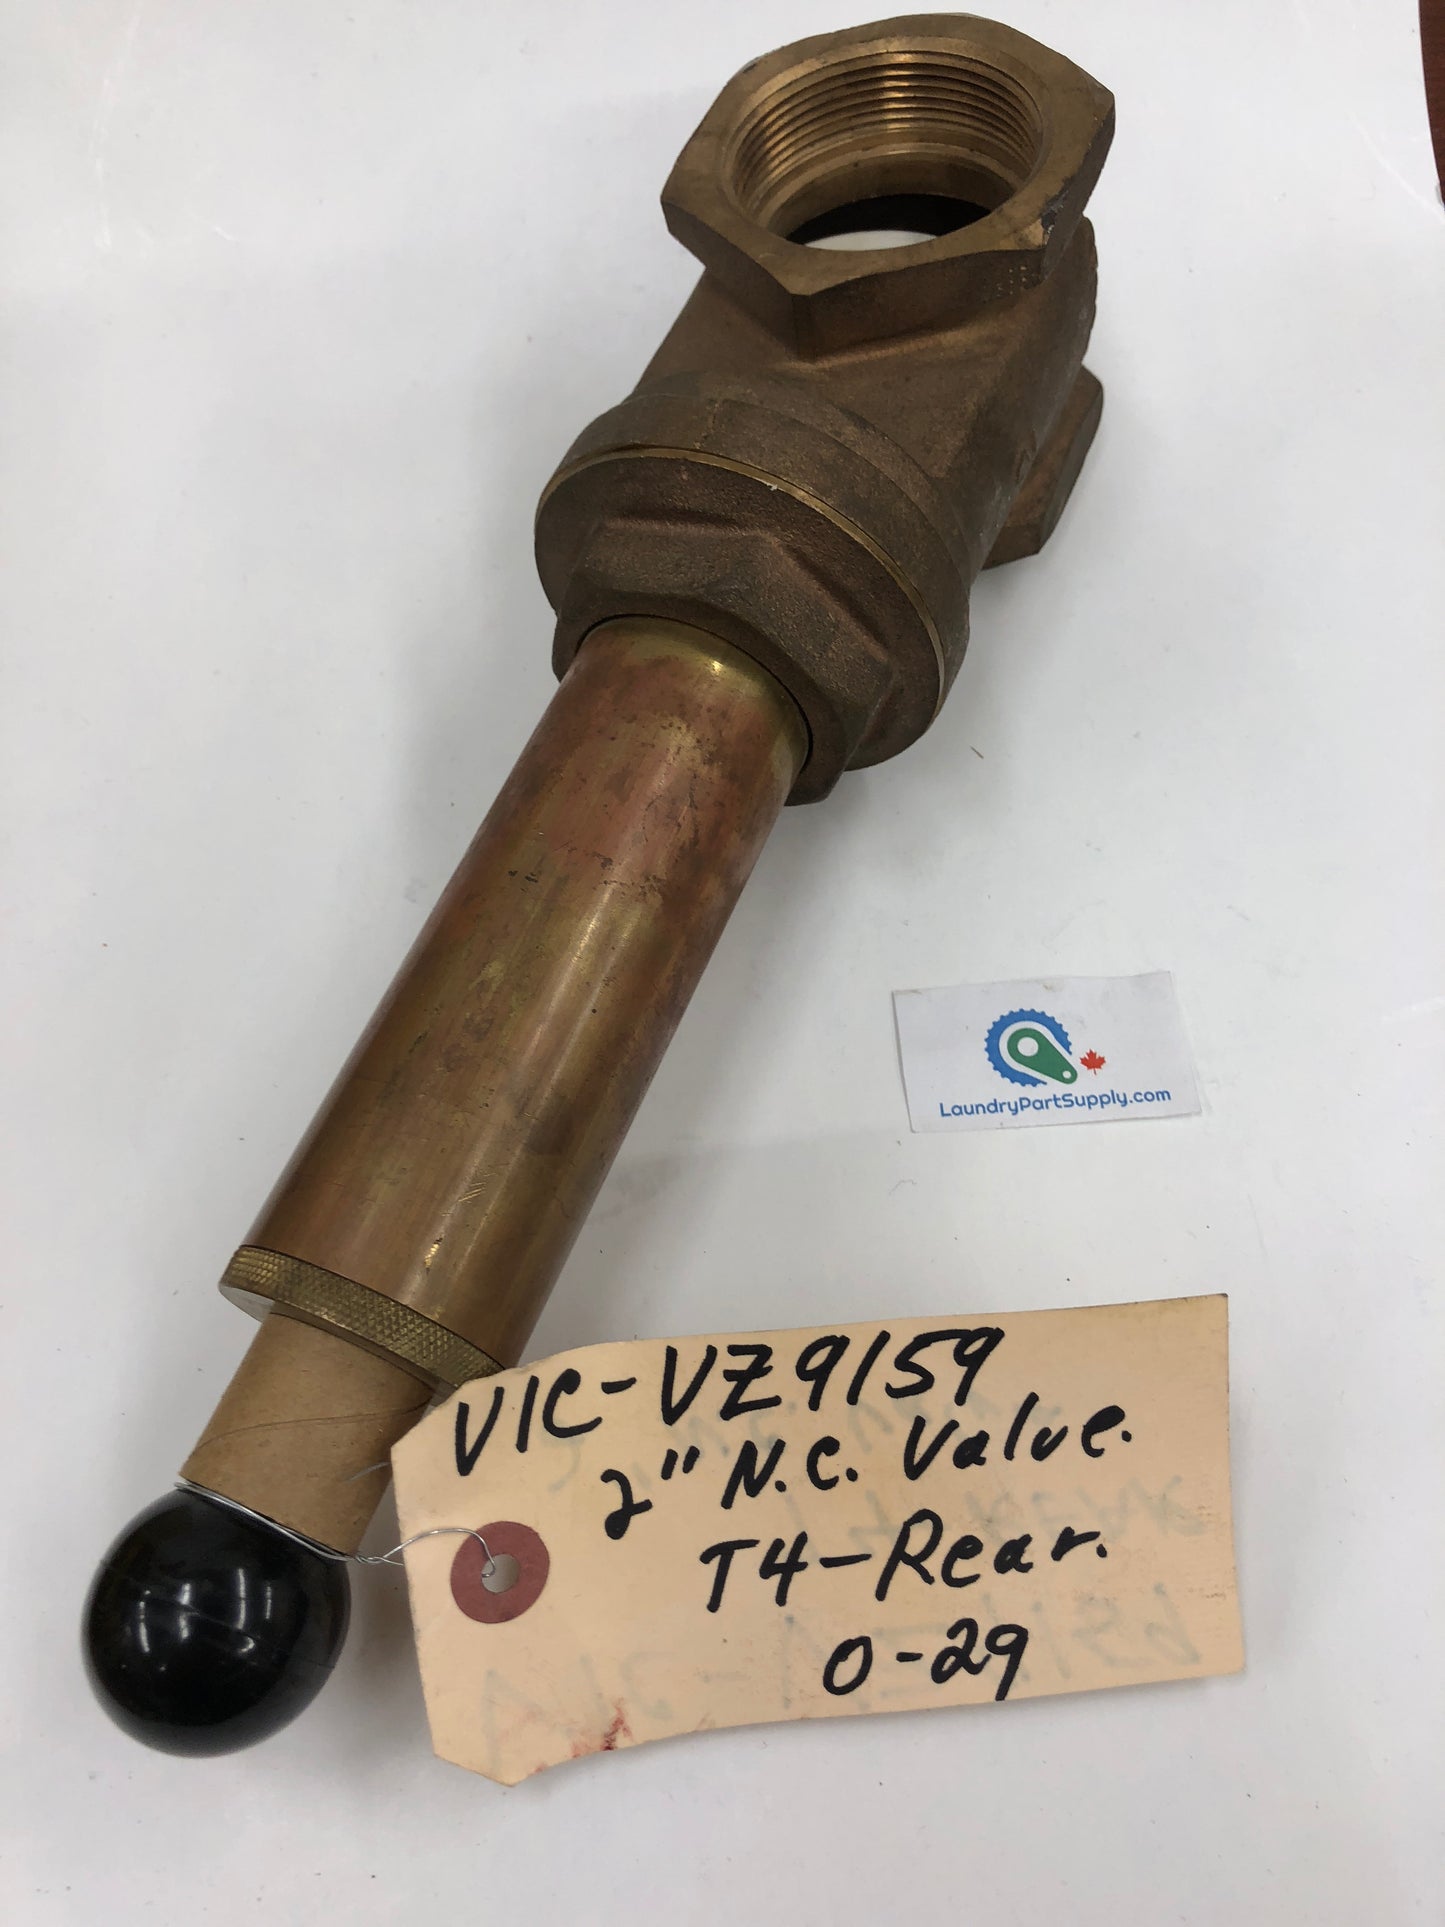 LaundryPartSupply.com
VIC-VZ9159
2" N.C. Valve.
T4-Rear.
0-29